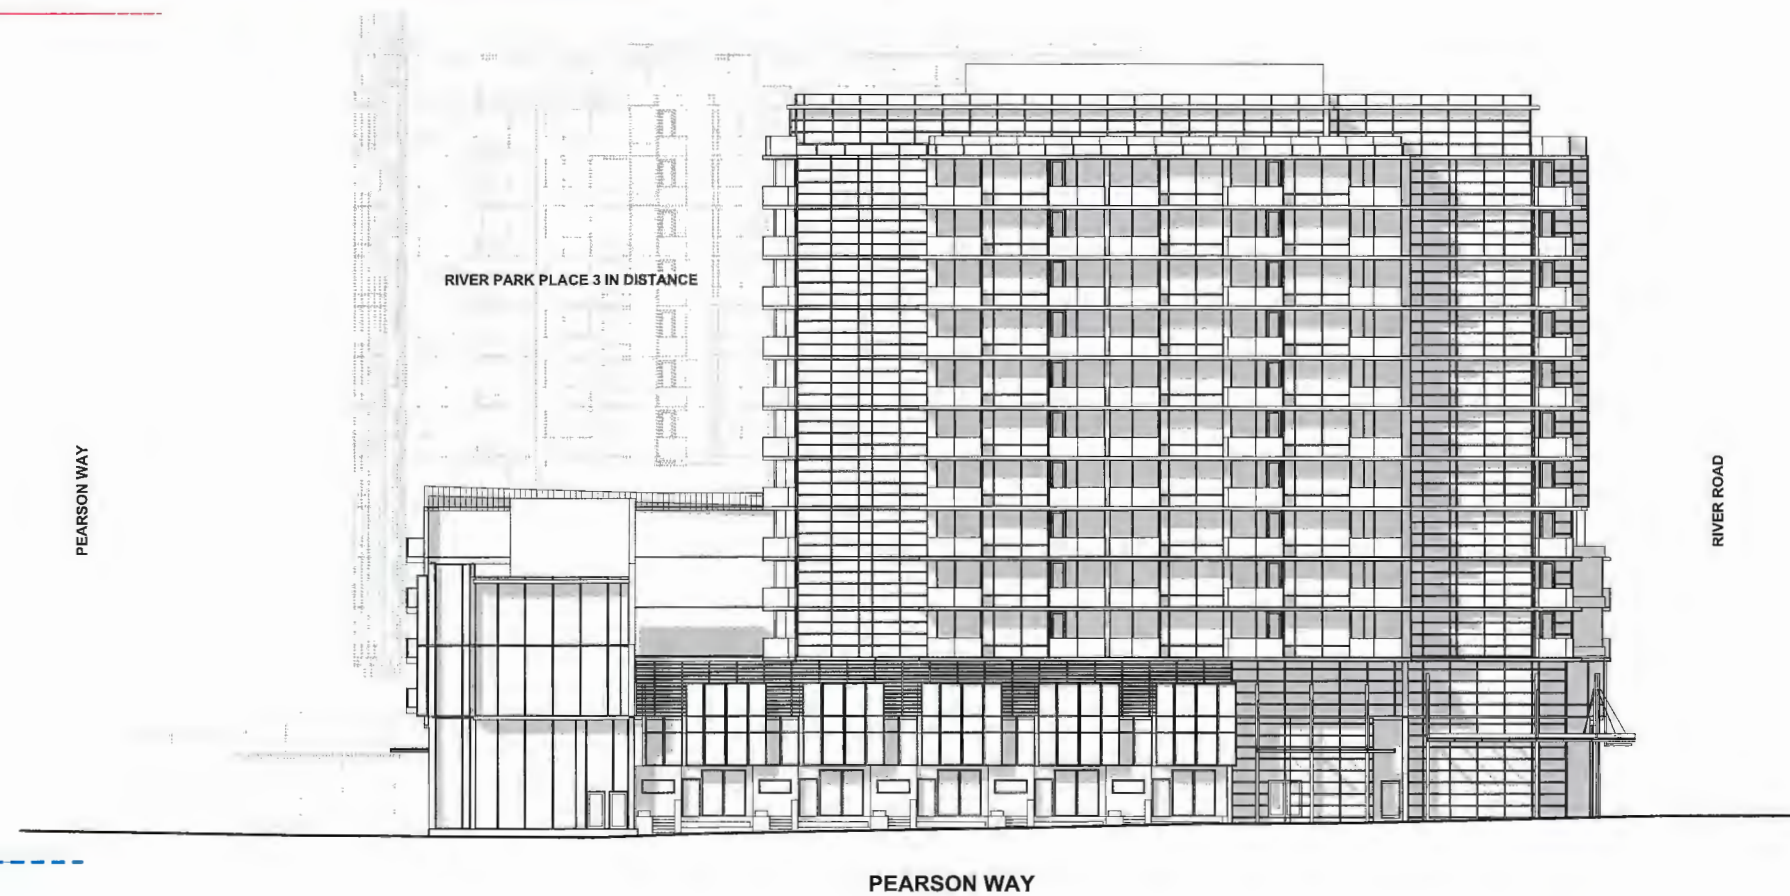 RIVER PARK PLACE 3 IN DISTANCE
PEARSON WAY
RIVER ROAD
PEARSON WAY